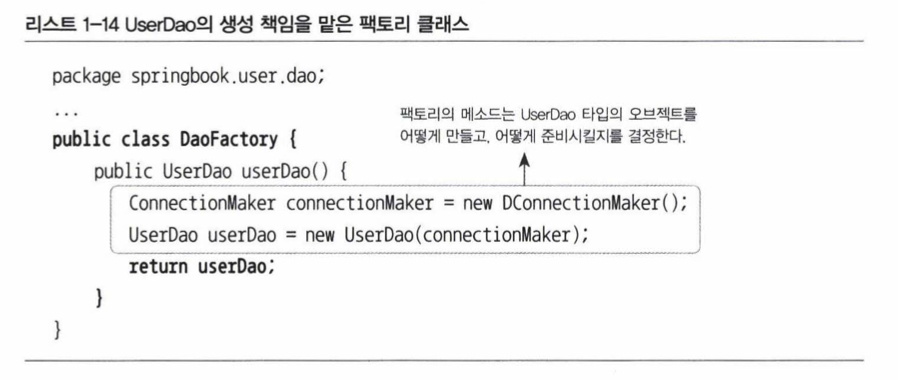 리스트 1-14 UserDao의 생성 책임을 맡은 팩토리 클래스
package springbook.user.dao;
...
팩토리의 메소드는 UserDao 타입의 오브젝트를
어떻게 만들고, 어떻게 준비시킬지를 결정한다.
public class DaoFactory {
public UserDao userDao() {
ConnectionMaker connectionMaker = new DConnectionMaker();
UserDao userDao = new UserDao(connectionMaker);
return userDao;
}
}